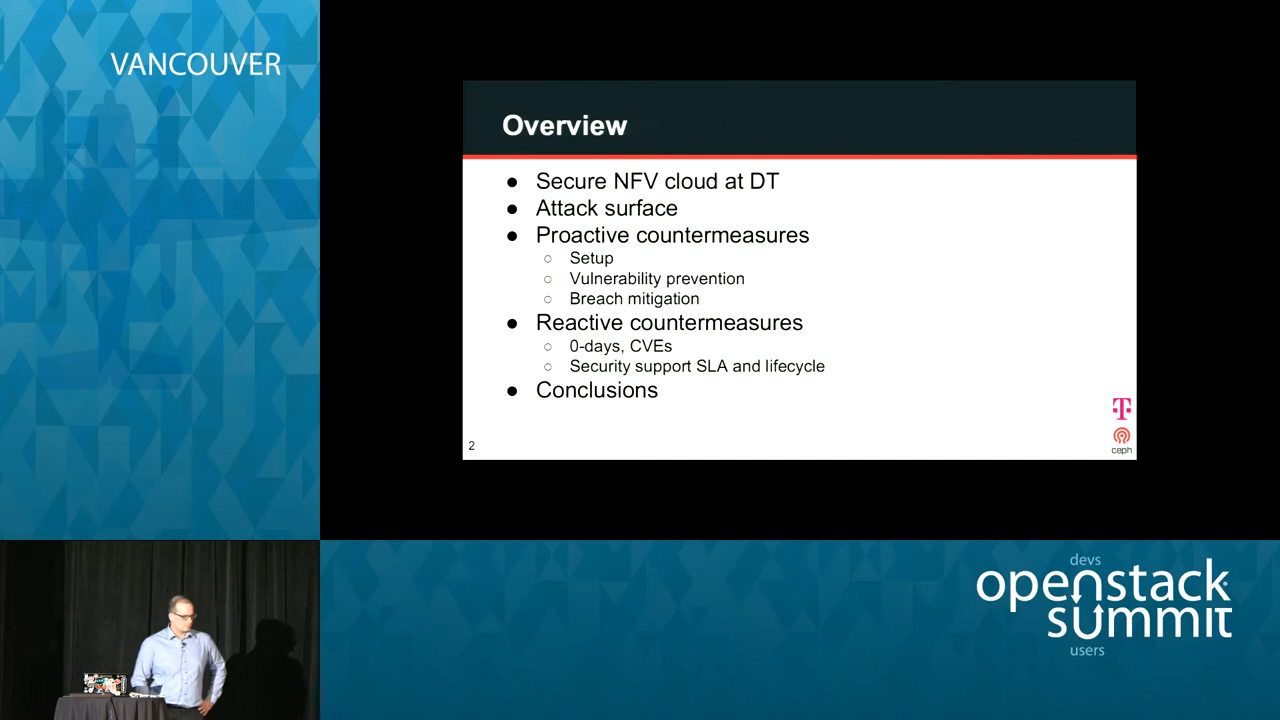 VANCOUVER
Overview
● Secure NFV cloud at DT
● Attack surface
● Proactive countermeasures
○ Setup
○ Vulnerability prevention
○ Breach mitigation
● Reactive countermeasures
○ 0-days, CVEs
○ Security support SLA and lifecycle
● Conclusions
T
ceph
2
devs
openstack
summit
users